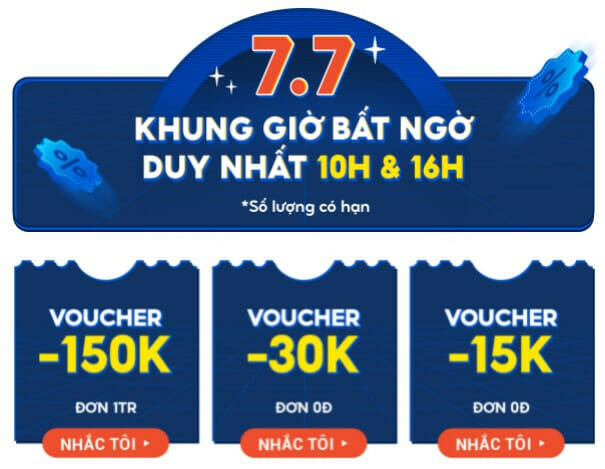 7.7
KHUNG GIỜ BẤT NGỜ
DUY NHẤT 10H & 16H
*Số lượng có hạn
%
%
VOUCHER
-150K
ĐƠN 1TR
NHẮC TÔI ▸
VOUCHER
-30K
ĐƠN 0Đ
NHẮC TÔI ▸
VOUCHER
-15K
ĐƠN 0Đ
NHẮC TÔI ▸